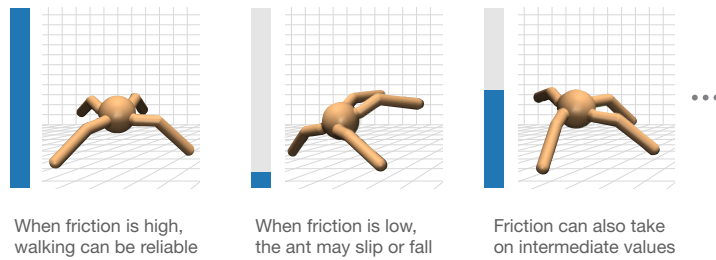 When friction is high,
walking can be reliable
When friction is low,
the ant may slip or fall
Friction can also take
on intermediate values